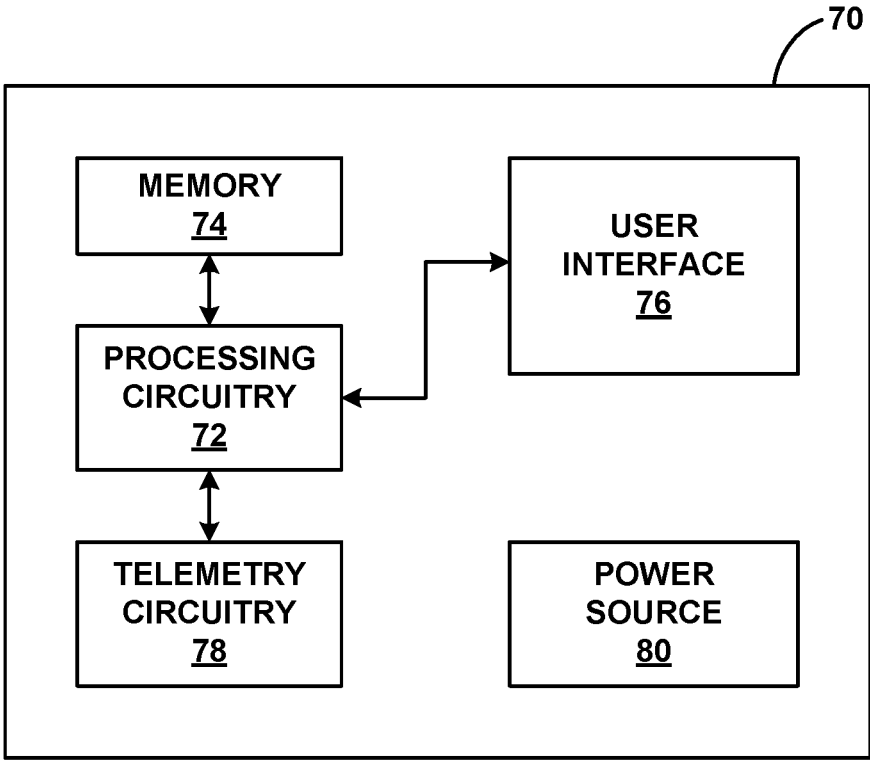 70
MEMORY
74
USER
INTERFACE
76
PROCESSING
CIRCUITRY
72
TELEMETRY
CIRCUITRY
78
POWER
SOURCE
80